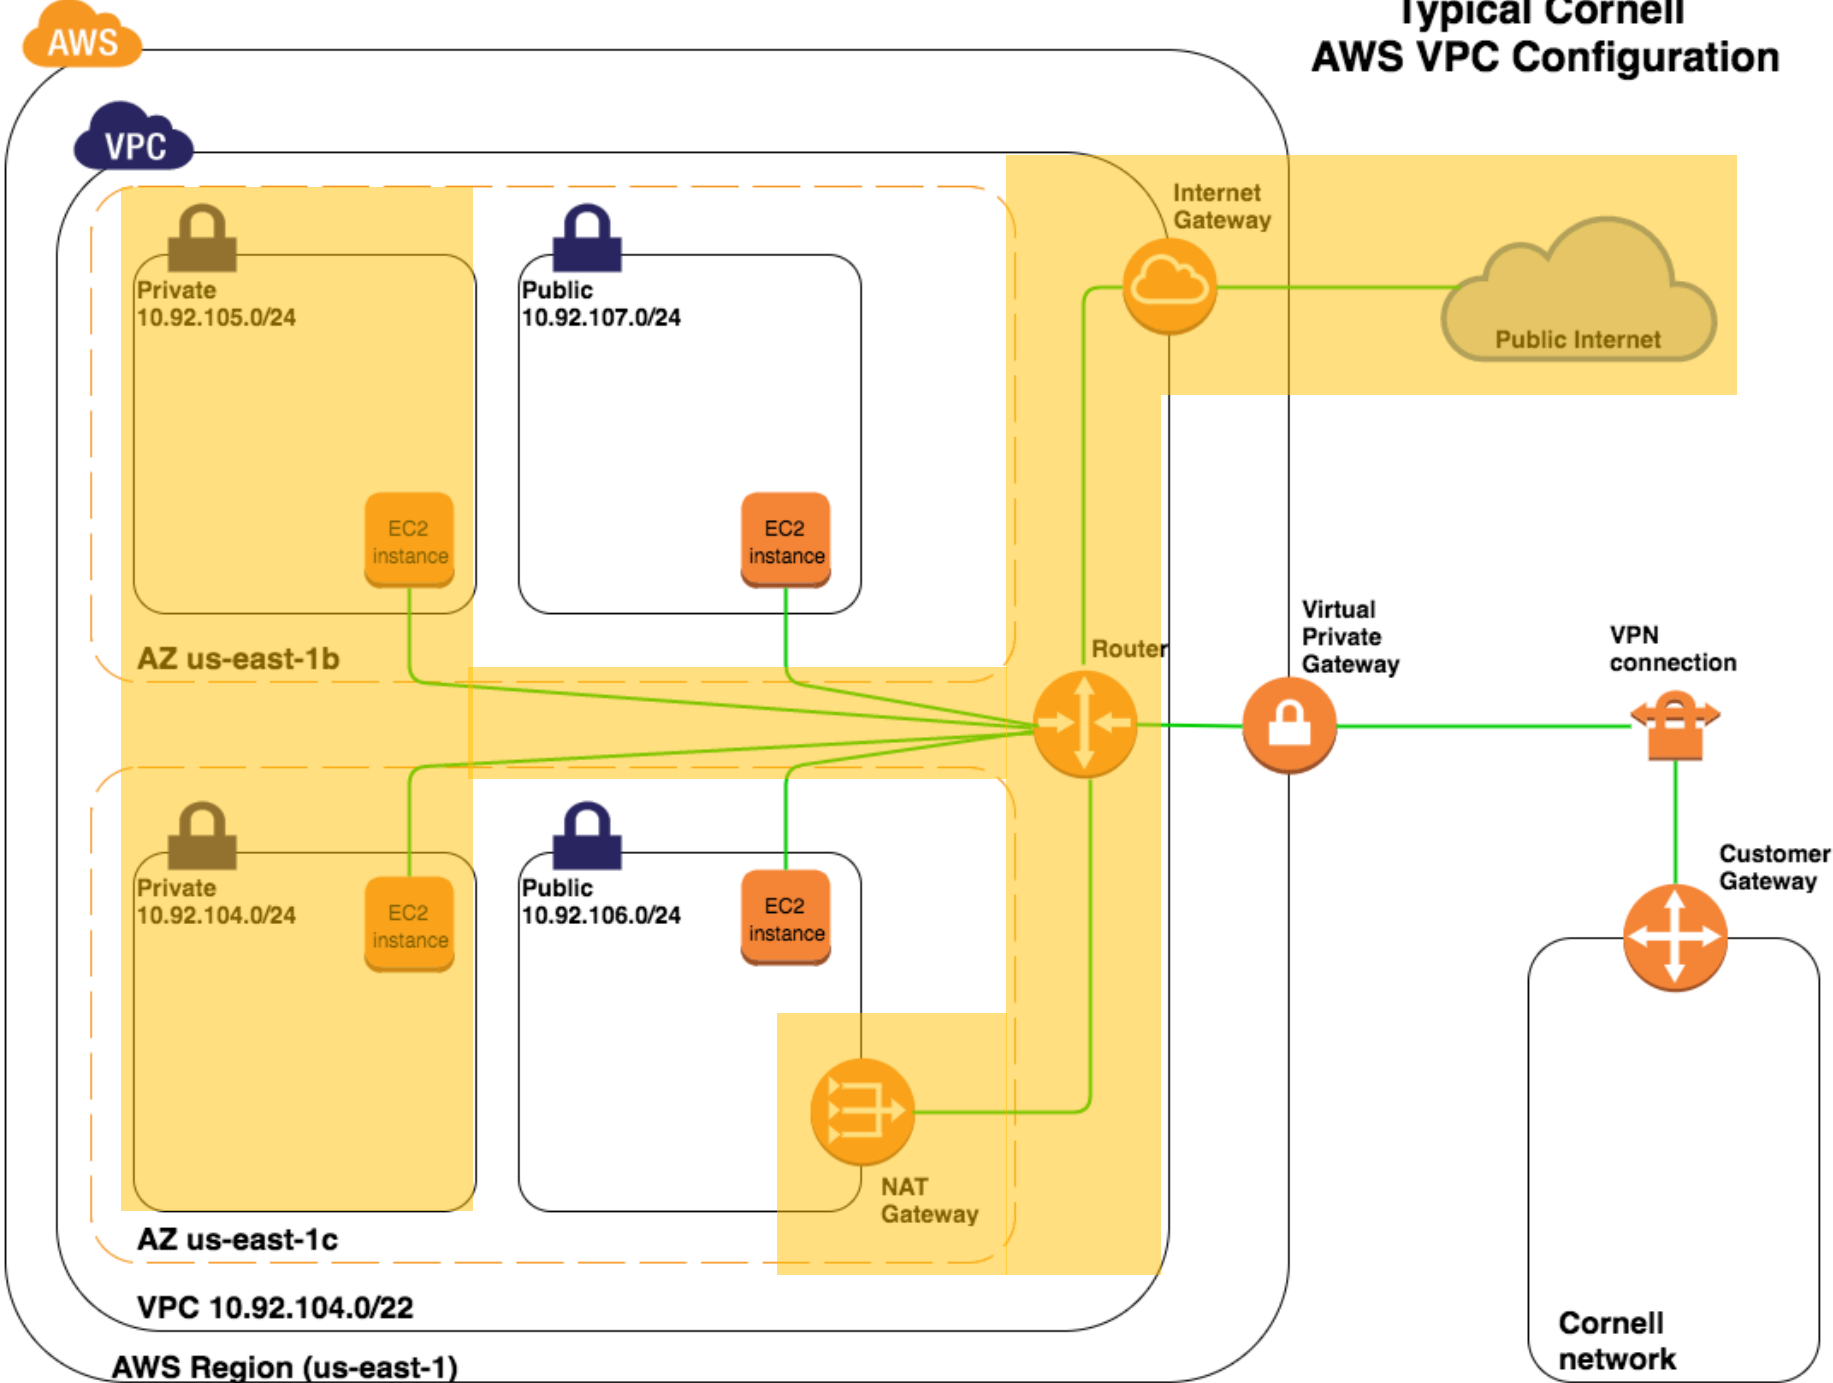 Typical Cornell
AWS VPC Configuration
AWS
VPC
Internet
Gateway
Public Internet
Private
10.92.105.0/24
Public
10.92.107.0/24
EC2
instance
EC2
instance
AZ us-east-1b
Router
Virtual
Private
Gateway
VPN
connection
Private
10.92.104.0/24
EC2
instance
Public
10.92.106.0/24
EC2
instance
Customer
Gateway
NAT
Gateway
AZ us-east-1c
VPC 10.92.104.0/22
AWS Region (us-east-1)
Cornell
network